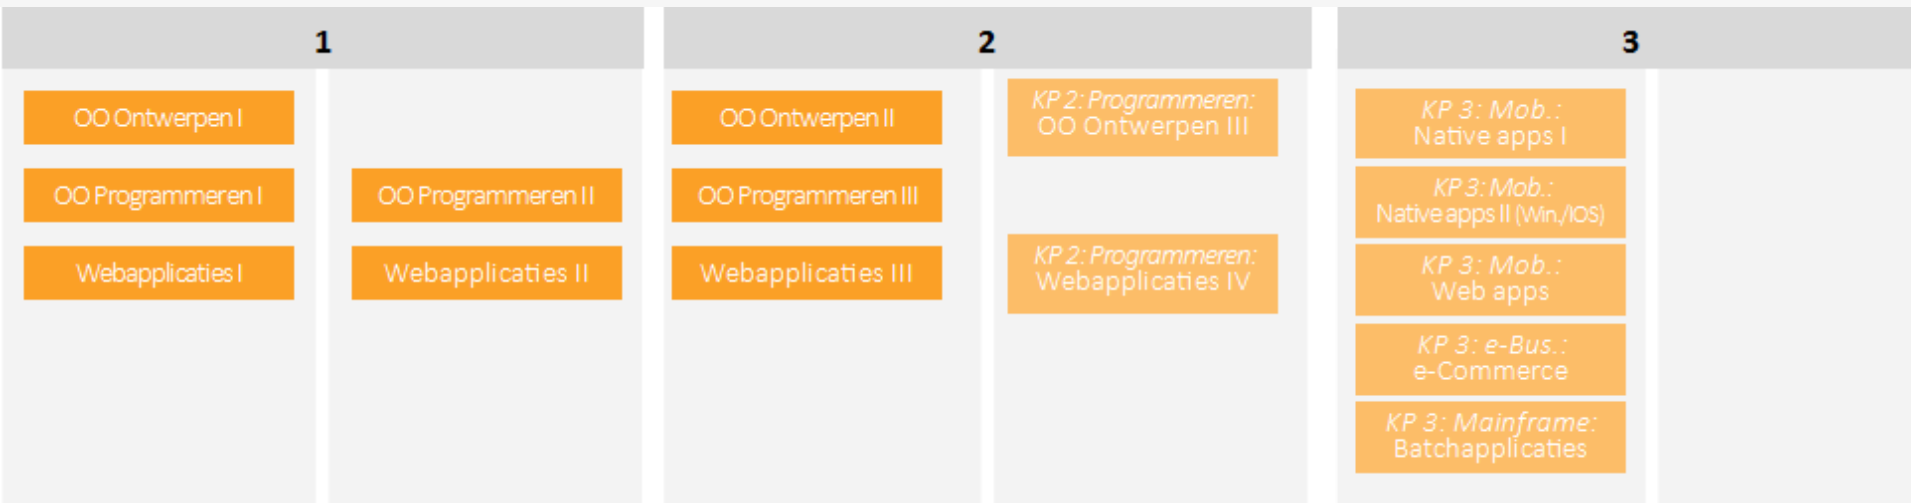 1
2
3
OO Ontwerpen I
OO Programmeren I
Webapplicaties I
OO Programmeren II
Webapplicaties II
OO Ontwerpen II
OO Programmeren III
Webapplicaties III
KP 2: Programmeren:
OO Ontwerpen III
KP 2: Programmeren:
Webapplicaties IV
KP 3: Mob.:
Native apps I
KP 3: Mob.:
Native apps II (Win./IOS)
KP 3: Mob.:
Web apps
KP 3: e-Bus.:
e-Commerce
KP 3: Mainframe:
Batchapplicaties